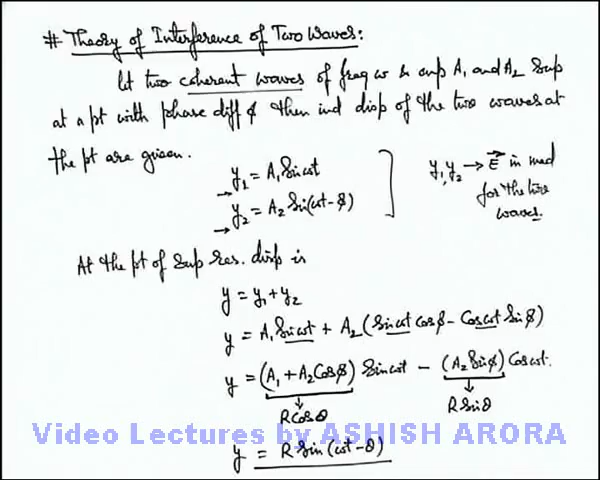 # Theory of Interference of Two Waves:
let two coherent waves of freq ω & amp A₁ and A₂ Sup
at a pt with phase diff ϕ then ind disp of the two waves at
the pt are given.
y₁ = A₁ Sin ωt
y₂ = A₂ Sin(ωt - ϕ)
y₁, y₂ → E⃗ in med
for the two
waves.
At the pt of Sup res. disp is
y = y₁ + y₂
y = A₁ Sin ωt + A₂ (Sin ωt Cos ϕ - Cos ωt Sin ϕ)
y = (A₁ + A₂ Cos ϕ) Sin ωt - (A₂ Sin ϕ) Cos ωt.
R Cos θ R Sin θ
Video Lectures by ASHISH ARORA
y = R Sin (ωt - θ)